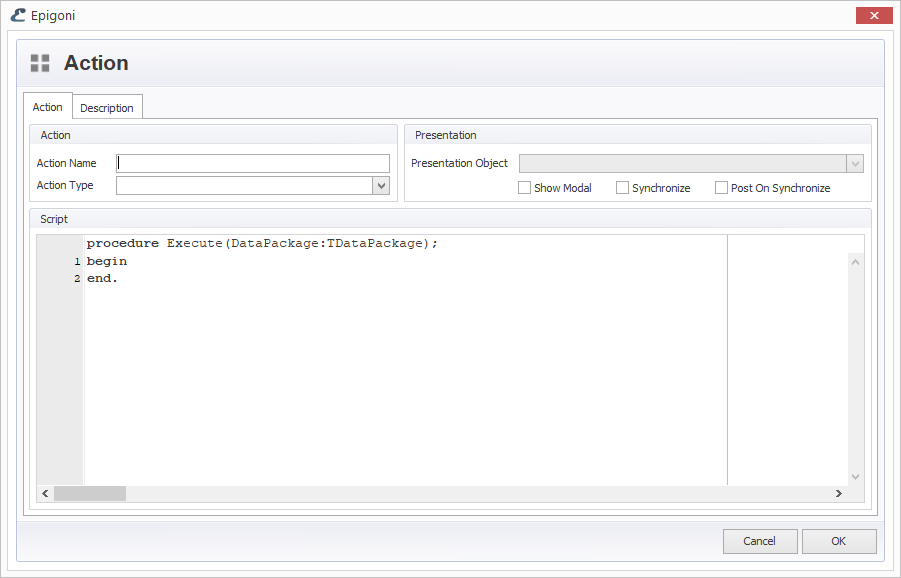 Epigoni
Action
Action Description
Action
Action Name
Action Type
Presentation
Presentation Object
Show Modal Synchronize Post On Synchronize
Script
procedure Execute(DataPackage:TDataPackage);
1 begin
2 end.
Cancel OK